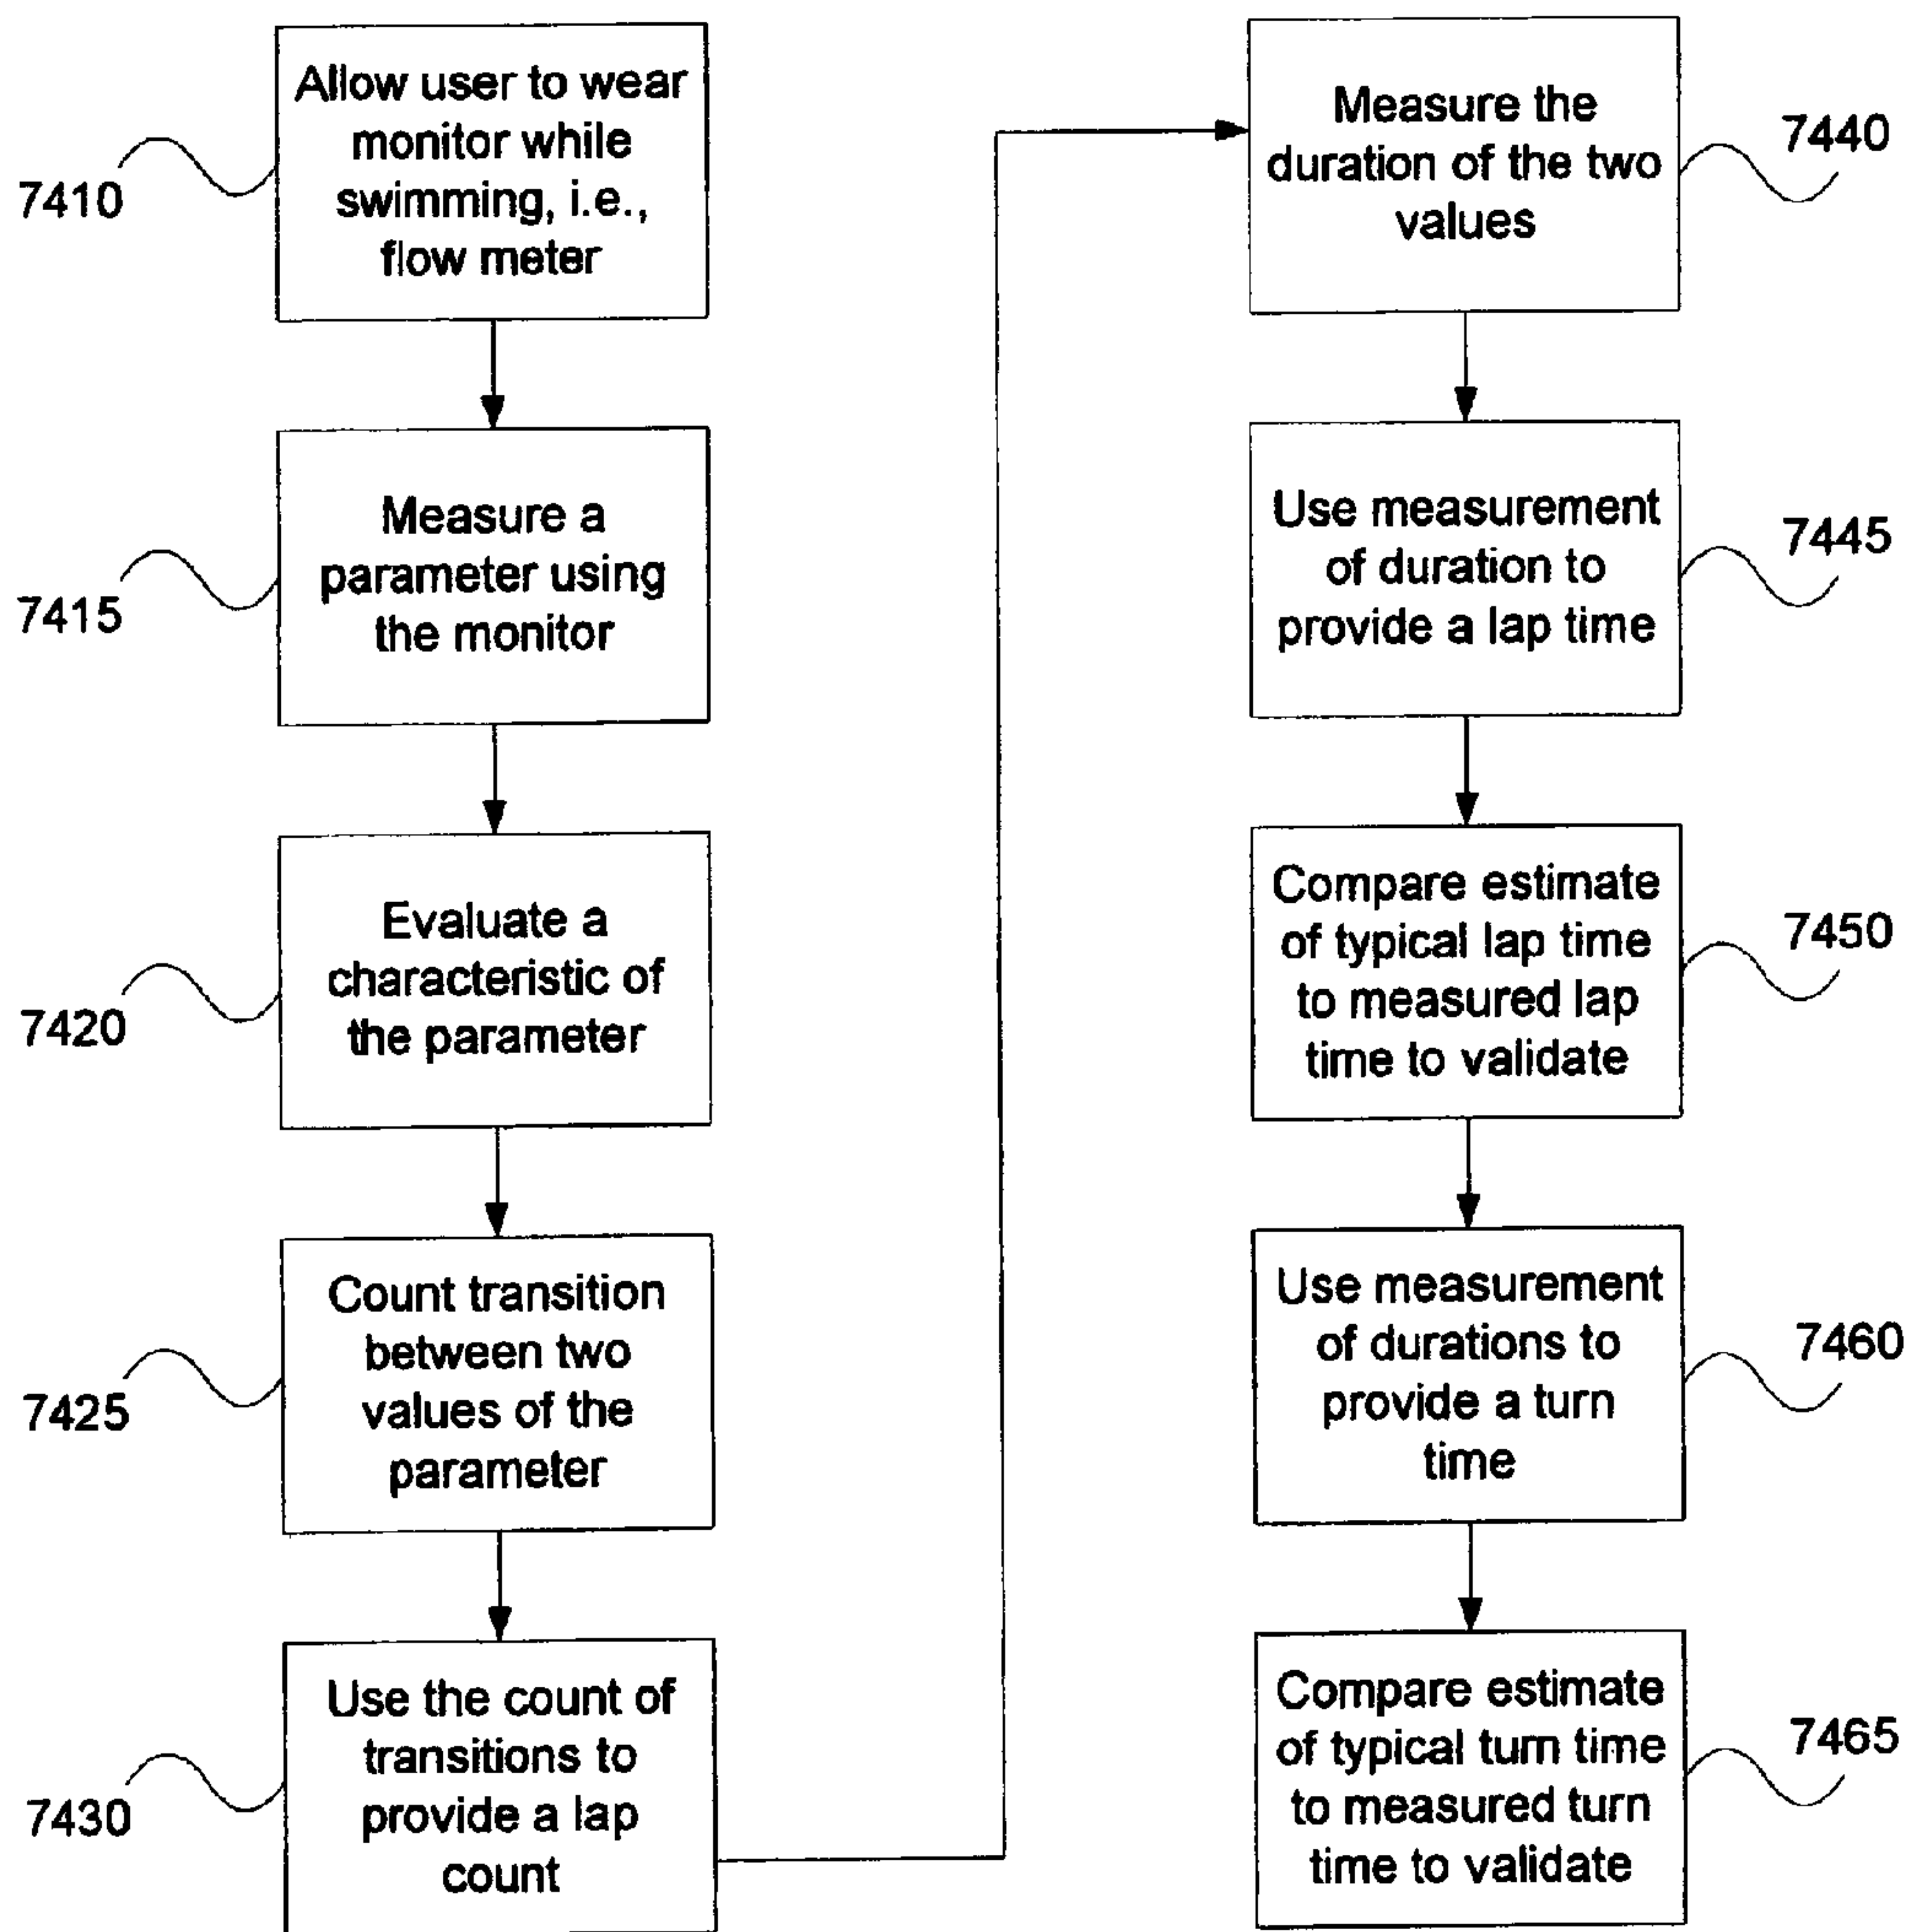 Allow user to wear
monitor while
swimming, i.e.,
flow meter
7410
Measure a
parameter using
the monitor
7415
Evaluate a
characteristic of
the parameter
7420
Count transition
between two
values of the
parameter
7425
Use the count of
transitions to
provide a lap
count
7430
Measure the
duration of the two
values
7440
Use measurement
of duration to
provide a lap time
7445
Compare estimate
of typical lap time
to measured lap
time to validate
7450
Use measurement
of durations to
provide a turn
time
7460
Compare estimate
of typical turn time
to measured turn
time to validate
7465